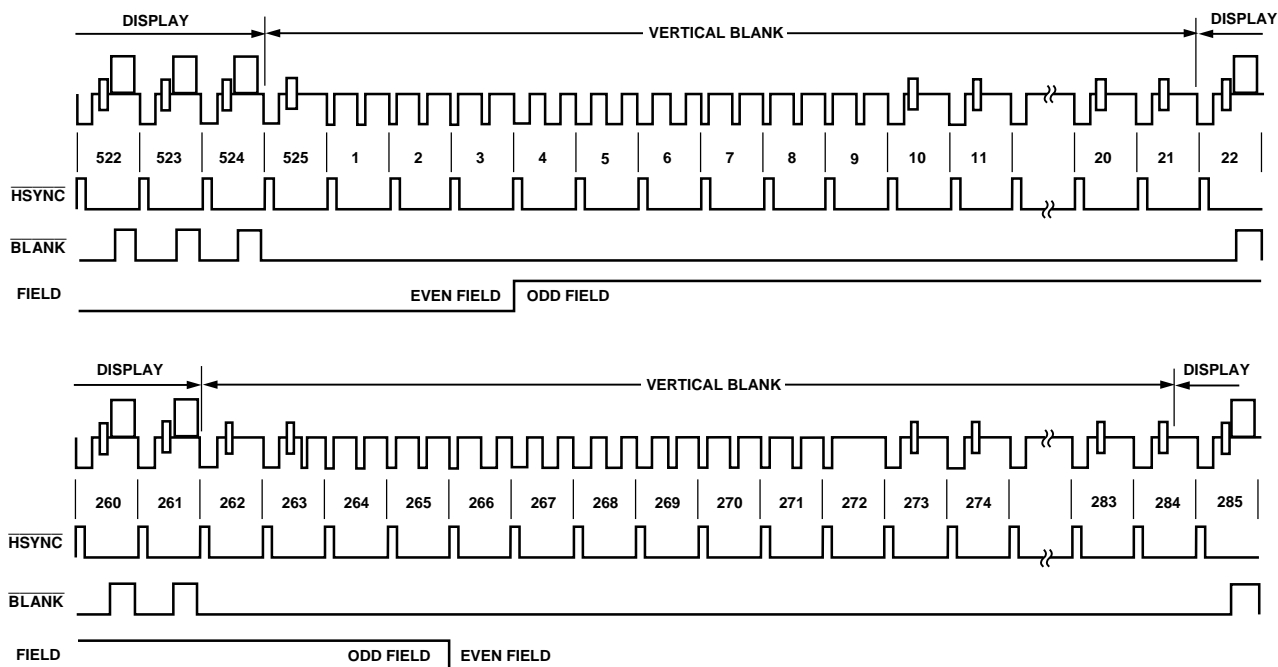 DISPLAY VERTICAL BLANK DISPLAY
522 523 524 525 1 2 3 4 5 6 7 8 9 10 11 20 21 22
HSYNC
BLANK
FIELD EVEN FIELD ODD FIELD
DISPLAY VERTICAL BLANK DISPLAY
260 261 262 263 264 265 266 267 268 269 270 271 272 273 274 283 284 285
HSYNC
BLANK
FIELD ODD FIELD EVEN FIELD